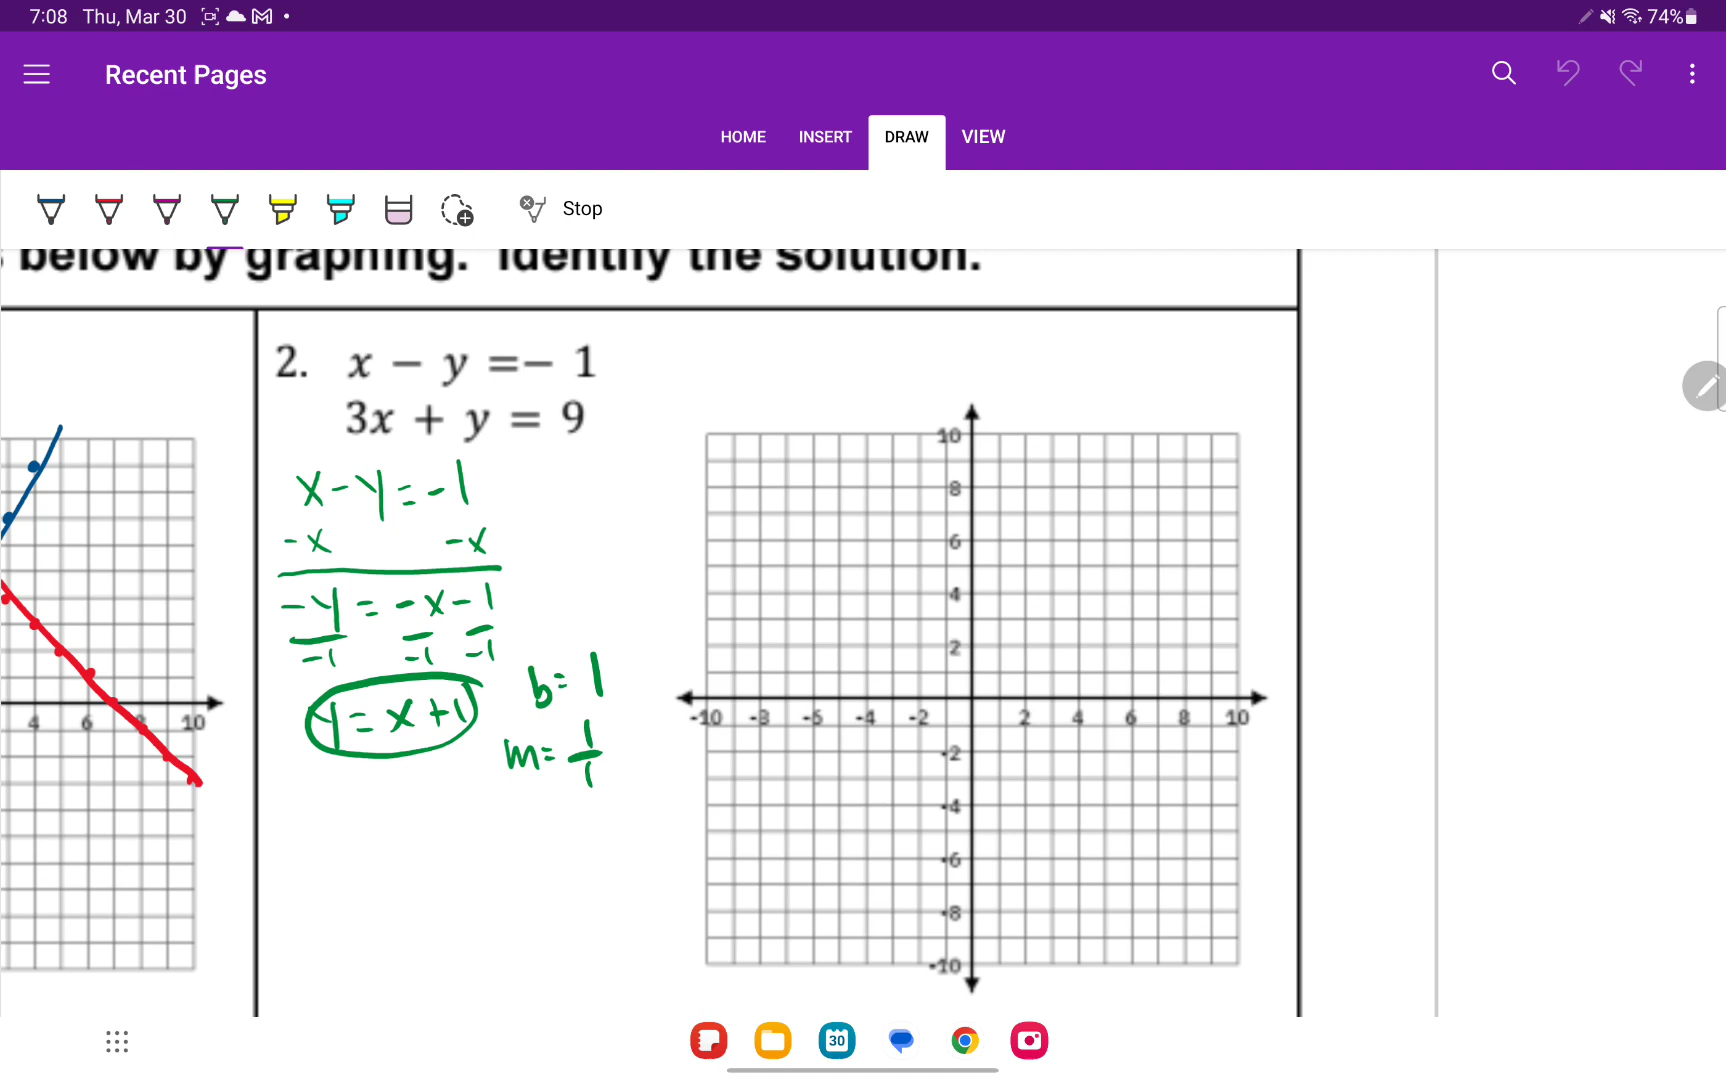 7:08 Thu, Mar 30
74%
Recent Pages
HOME INSERT DRAW VIEW
Stop
below by graphing. Identify the solution.
2. x − y =− 1
3x + y = 9
x-y=-1
-x -x
-y = -x-1
-1 -1 -1
y = x+1
b=1
m= 1/1
10
8
6
4
2
-10 -8 -5 -4 -2 2 4 6 8 10
-2
-4
-6
-8
-10
4 6 8 10
30